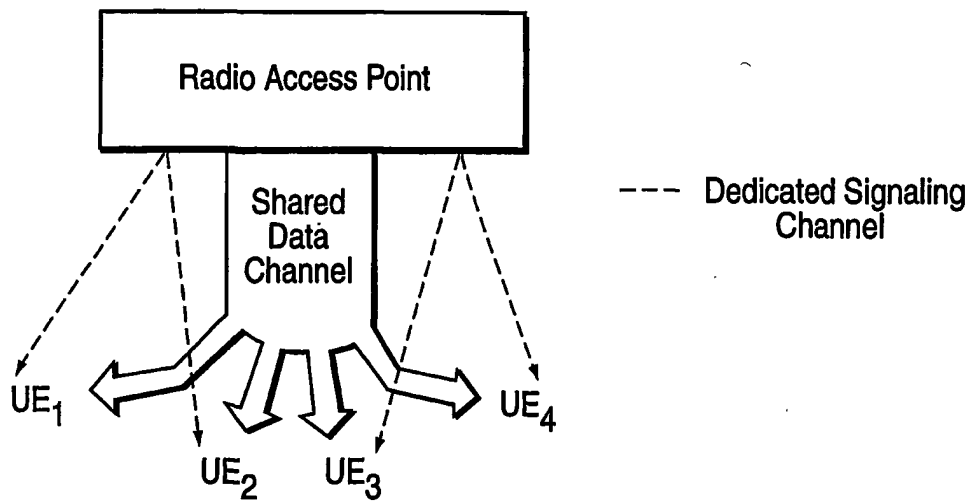 Radio Access Point
Shared
Data
Channel
--- Dedicated Signaling
Channel
UE1
UE4
UE2
UE3